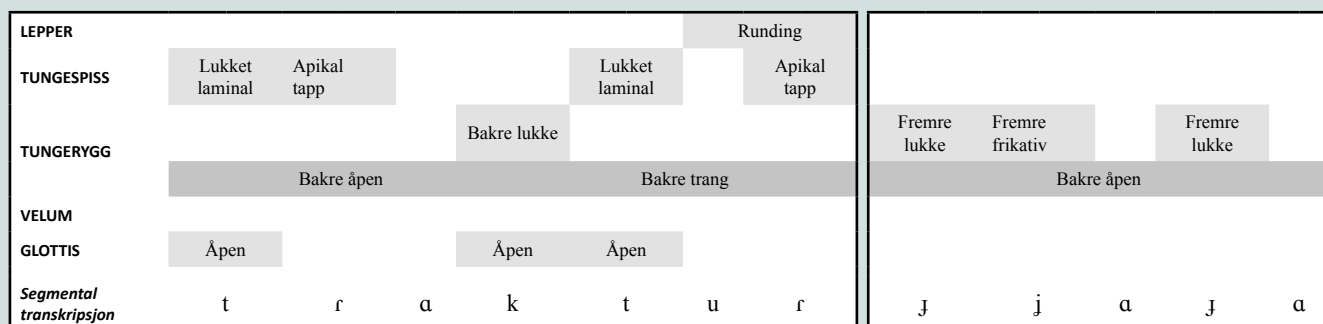 LEPPER Runding
TUNGESPISS Lukket laminal Apikal tapp Lukket laminal Apikal tapp
TUNGERYGG Bakre lukke Fremre lukke Fremre frikativ Fremre lukke
Bakre åpen Bakre trang Bakre åpen
VELUM
GLOTTIS Åpen Åpen Åpen
Segmental transkripsjon t ɾ ɑ k t u ɾ ɟ ʝ ɑ ɟ ɑ